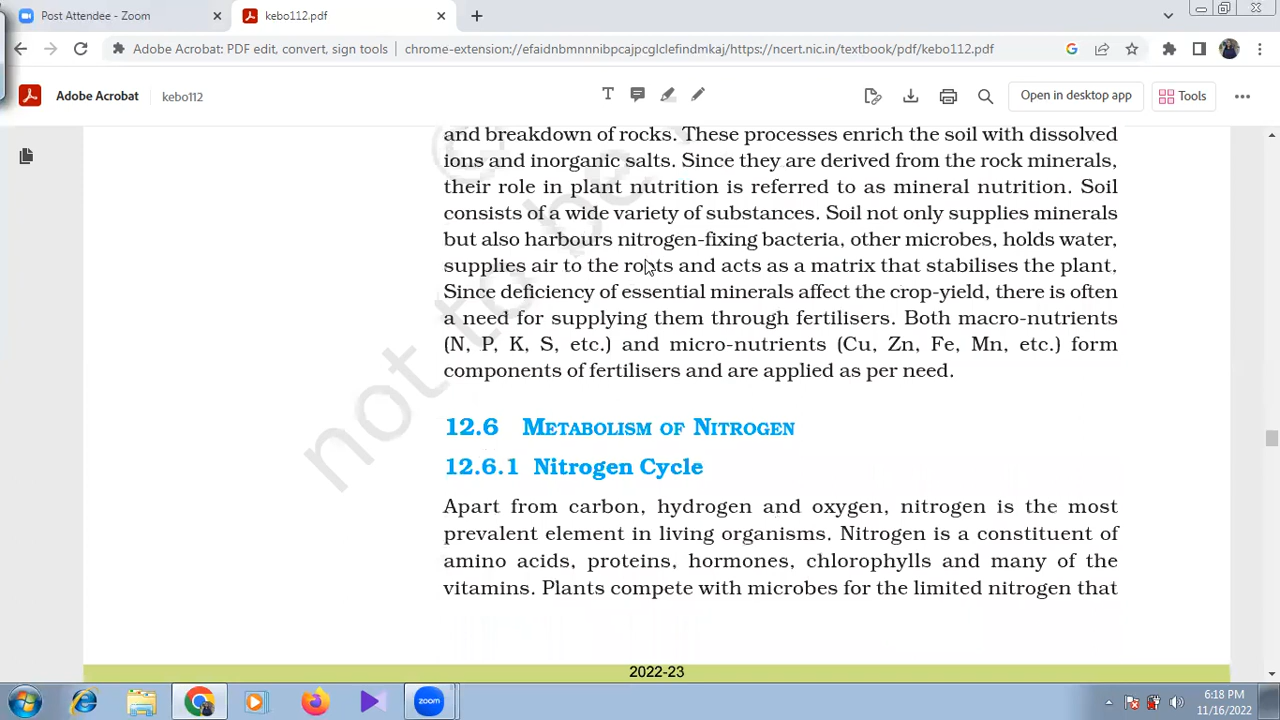 Post Attendee - Zoom
kebo112.pdf
Adobe Acrobat: PDF edit, convert, sign tools | chrome-extension://efaidnbmnnnibpcajpcglclefindmkaj/https://ncert.nic.in/textbook/pdf/kebo112.pdf
Adobe Acrobat kebo112 Open in desktop app Tools
and breakdown of rocks. These processes enrich the soil with dissolved
ions and inorganic salts. Since they are derived from the rock minerals,
their role in plant nutrition is referred to as mineral nutrition. Soil
consists of a wide variety of substances. Soil not only supplies minerals
but also harbours nitrogen-fixing bacteria, other microbes, holds water,
supplies air to the roots and acts as a matrix that stabilises the plant.
Since deficiency of essential minerals affect the crop-yield, there is often
a need for supplying them through fertilisers. Both macro-nutrients
(N, P, K, S, etc.) and micro-nutrients (Cu, Zn, Fe, Mn, etc.) form
components of fertilisers and are applied as per need.
12.6 METABOLISM OF NITROGEN
12.6.1 Nitrogen Cycle
Apart from carbon, hydrogen and oxygen, nitrogen is the most
prevalent element in living organisms. Nitrogen is a constituent of
amino acids, proteins, hormones, chlorophylls and many of the
vitamins. Plants compete with microbes for the limited nitrogen that
not to be
2022-23
zoom
6:18 PM
11/16/2022